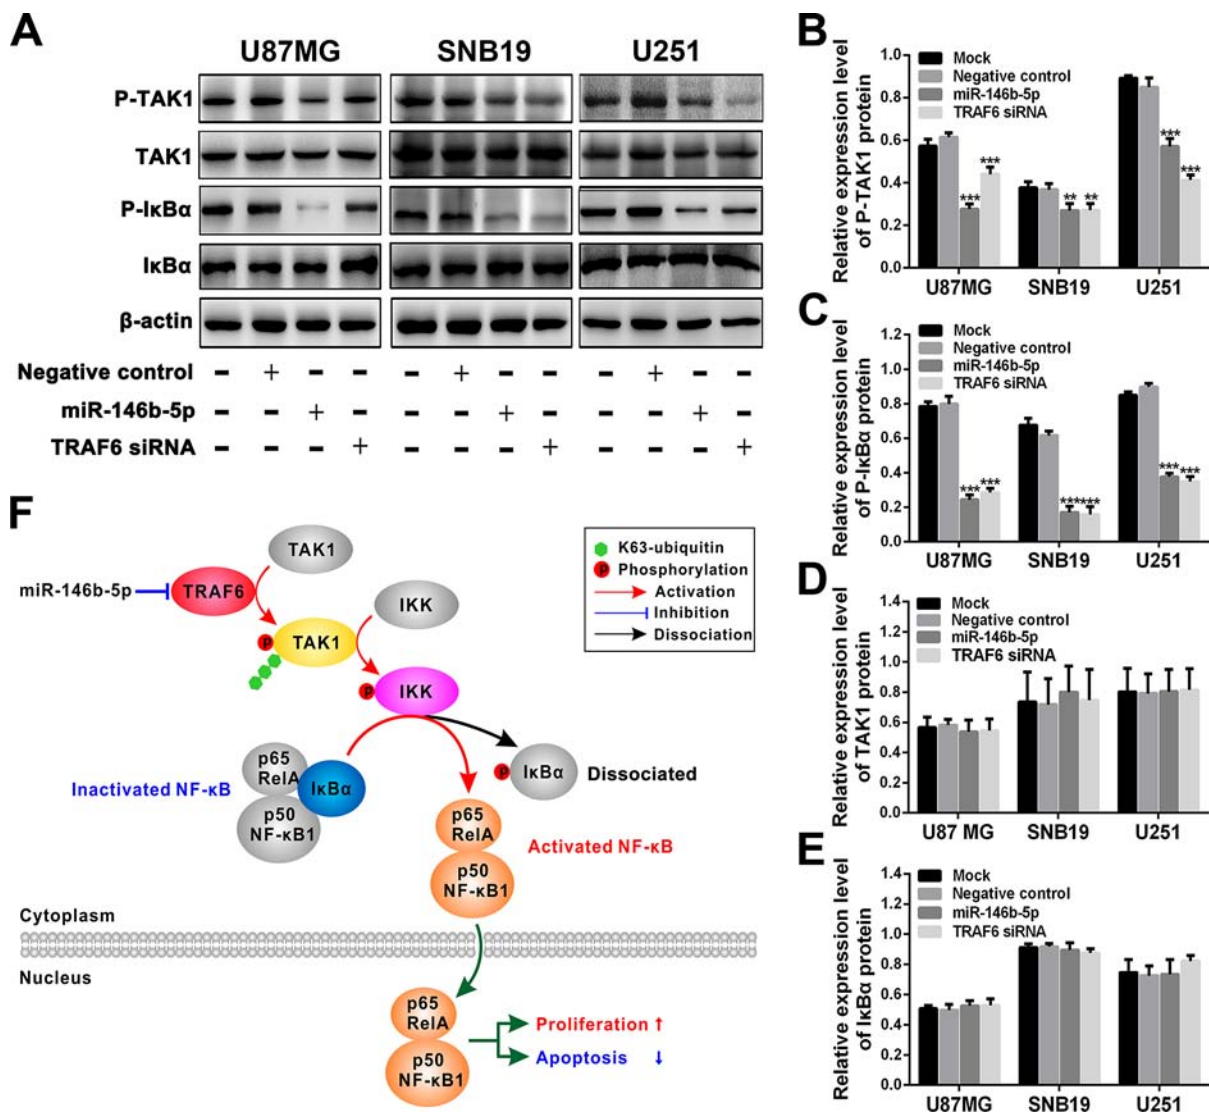 A
U87MG SNB19 U251
P-TAK1
TAK1
P-IκBα
IκBα
β-actin
Negative control - + - - - + - - - + - -
miR-146b-5p - - + - - - + - - - + -
TRAF6 siRNA - - - + - - - + - - - +
B
Relative expression level
of P-TAK1 protein
1.0
0.8
0.6
0.4
0.2
0.0
Mock
Negative control
miR-146b-5p
TRAF6 siRNA
*** *** ** ** *** ***
U87MG SNB19 U251
C
Relative expression level
of P-IκBα protein
1.2
1.0
0.8
0.6
0.4
0.2
0.0
Mock
Negative control
miR-146b-5p
TRAF6 siRNA
*** *** *** *** *** ***
U87MG SNB19 U251
D
Relative expression level
of TAK1 protein
1.4
1.2
1.0
0.8
0.6
0.4
0.2
0.0
Mock
Negative control
miR-146b-5p
TRAF6 siRNA
U87 MG SNB19 U251
E
Relative expression level
of IκBα protein
1.4
1.2
1.0
0.8
0.6
0.4
0.2
0.0
Mock
Negative control
miR-146b-5p
TRAF6 siRNA
U87MG SNB19 U251
F
K63-ubiquitin
P Phosphorylation
Activation
Inhibition
Dissociation
TAK1
miR-146b-5p
TRAF6
IKK
P
TAK1
P
IKK
p65
RelA
Inactivated NF-κB
IκBα
p50
NF-κB1
P
IκBα
Dissociated
p65
RelA
Activated NF-κB
p50
NF-κB1
Cytoplasm
Nucleus
p65
RelA
p50
NF-κB1
Proliferation ↑
Apoptosis ↓